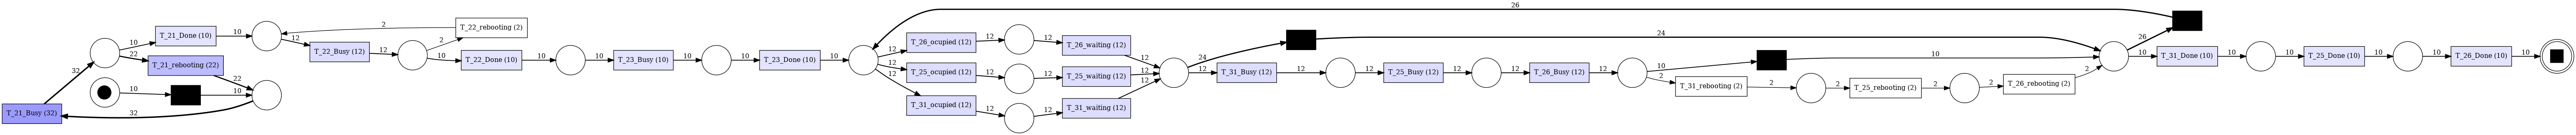 26
2
T_22_rebooting (2)
10
T_21_Done (10)
10
12
T_22_Busy (12)
12
2
10
T_22_Done (10)
10
10
T_23_Busy (10)
10
10
T_23_Done (10)
10
22
T_21_rebooting (22)
22
32
10
10
T_21_Busy (32)
32
12
T_26_ocupied (12)
12
12
T_26_waiting (12)
12
12
T_25_ocupied (12)
12
12
T_25_waiting (12)
12
12
T_31_ocupied (12)
12
12
T_31_waiting (12)
12
24
24
12
T_31_Busy (12)
12
12
T_25_Busy (12)
12
12
T_26_Busy (12)
12
10
10
2
T_31_rebooting (2)
2
2
T_25_rebooting (2)
2
2
T_26_rebooting (2)
2
26
10
T_31_Done (10)
10
10
T_25_Done (10)
10
10
T_26_Done (10)
10